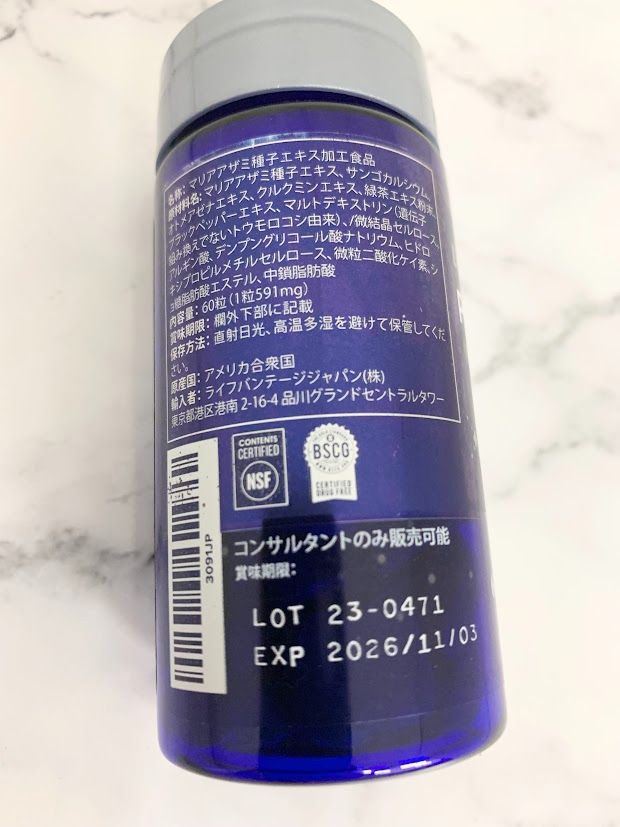 名称：マリアアザミ種子エキス加工食品
原材料名：マリアアザミ種子エキス、サンゴカルシウム、
オトメアゼナエキス、クルクミンエキス、緑茶エキス粉末、
ブラックペッパーエキス、マルトデキストリン（遺伝子
組み換えでないトウモロコシ由来）、/微結晶セルロース、
アルギン酸、デンプングリコール酸ナトリウム、ヒドロ
キシプロピルメチルセルロース、微粒二酸化ケイ素、シ
ョ糖脂肪酸エステル、中鎖脂肪酸
内容量：60粒（1粒591mg）
賞味期限：欄外下部に記載
保存方法：直射日光、高温多湿を避けて保管してくだ
さい。
原産国：アメリカ合衆国
輸入者：ライフバンテージジャパン(株)
東京都港区港南 2-16-4 品川グランドセントラルタワー
CONTENTS
CERTIFIED
NSF
BSCG
CERTIFIED
DRUG FREE
3091JP
コンサルタントのみ販売可能
賞味期限：
LOT 23-0471
EXP 2026/11/03